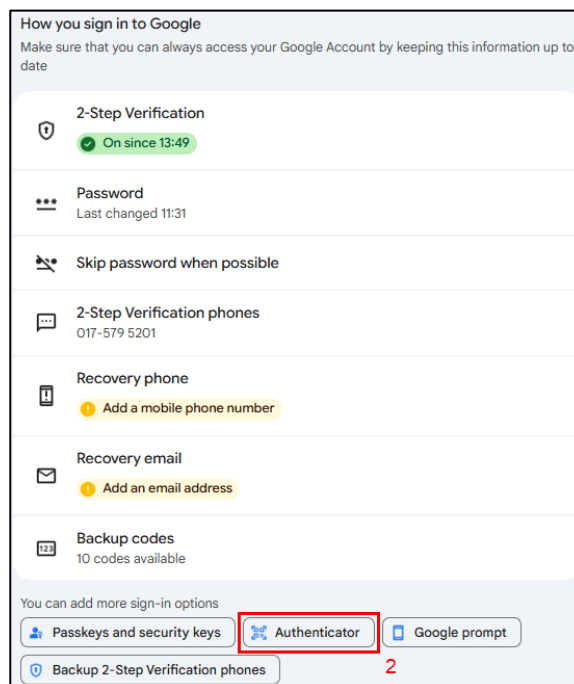 How you sign in to Google
Make sure that you can always access your Google Account by keeping this information up to
date
2-Step Verification
On since 13:49
Password
Last changed 11:31
Skip password when possible
2-Step Verification phones
017-579 5201
Recovery phone
Add a mobile phone number
Recovery email
Add an email address
Backup codes
10 codes available
You can add more sign-in options
Passkeys and security keys
Authenticator
Google prompt
2
Backup 2-Step Verification phones